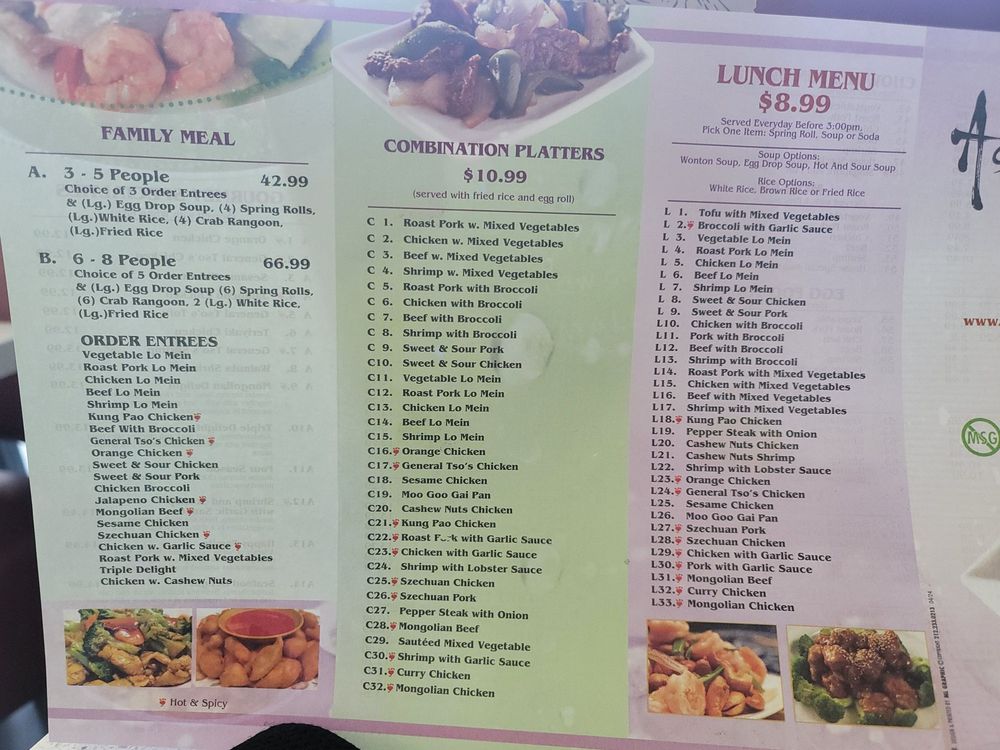 FAMILY MEAL
A. 3 - 5 People 42.99
Choice of 3 Order Entrees
& (Lg.) Egg Drop Soup, (4) Spring Rolls,
(Lg.)White Rice, (4) Crab Rangoon,
(Lg.)Fried Rice
B. 6 - 8 People 66.99
Choice of 5 Order Entrees
& (Lg.) Egg Drop Soup (6) Spring Rolls,
(6) Crab Rangoon, 2 (Lg.) White Rice,
(Lg.)Fried Rice
ORDER ENTREES
Vegetable Lo Mein
Roast Pork Lo Mein
Chicken Lo Mein
Beef Lo Mein
Shrimp Lo Mein
Kung Pao Chicken
Beef With Broccoli
General Tso's Chicken
Orange Chicken
Sweet & Sour Chicken
Sweet & Sour Pork
Chicken Broccoli
Jalapeno Chicken
Mongolian Beef
Sesame Chicken
Szechuan Chicken
Chicken w. Garlic Sauce
Roast Pork w. Mixed Vegetables
Triple Delight
Chicken w. Cashew Nuts
Hot & Spicy
COMBINATION PLATTERS
$10.99
(served with fried rice and egg roll)
C 1. Roast Pork w. Mixed Vegetables
C 2. Chicken w. Mixed Vegetables
C 3. Beef w. Mixed Vegetables
C 4. Shrimp w. Mixed Vegetables
C 5. Roast Pork with Broccoli
C 6. Chicken with Broccoli
C 7. Beef with Broccoli
C 8. Shrimp with Broccoli
C 9. Sweet & Sour Pork
C10. Sweet & Sour Chicken
C11. Vegetable Lo Mein
C12. Roast Pork Lo Mein
C13. Chicken Lo Mein
C14. Beef Lo Mein
C15. Shrimp Lo Mein
C16. Orange Chicken
C17. General Tso's Chicken
C18. Sesame Chicken
C19. Moo Goo Gai Pan
C20. Cashew Nuts Chicken
C21. Kung Pao Chicken
C22. Roast Pork with Garlic Sauce
C23. Chicken with Garlic Sauce
C24. Shrimp with Lobster Sauce
C25. Szechuan Chicken
C26. Szechuan Pork
C27. Pepper Steak with Onion
C28. Mongolian Beef
C29. Sautéed Mixed Vegetable
C30. Shrimp with Garlic Sauce
C31. Curry Chicken
C32. Mongolian Chicken
LUNCH MENU
$8.99
Served Everyday Before 3:00pm,
Pick One Item: Spring Roll, Soup or Soda
Soup Options:
Wonton Soup, Egg Drop Soup, Hot And Sour Soup
Rice Options:
White Rice, Brown Rice or Fried Rice
L 1. Tofu with Mixed Vegetables
L 2. Broccoli with Garlic Sauce
L 3. Vegetable Lo Mein
L 4. Roast Pork Lo Mein
L 5. Chicken Lo Mein
L 6. Beef Lo Mein
L 7. Shrimp Lo Mein
L 8. Sweet & Sour Chicken
L 9. Sweet & Sour Pork
L10. Chicken with Broccoli
L11. Pork with Broccoli
L12. Beef with Broccoli
L13. Shrimp with Broccoli
L14. Roast Pork with Mixed Vegetables
L15. Chicken with Mixed Vegetables
L16. Beef with Mixed Vegetables
L17. Shrimp with Mixed Vegetables
L18. Kung Pao Chicken
L19. Pepper Steak with Onion
L20. Cashew Nuts Chicken
L21. Cashew Nuts Shrimp
L22. Shrimp with Lobster Sauce
L23. Orange Chicken
L24. General Tso's Chicken
L25. Sesame Chicken
L26. Moo Goo Gai Pan
L27. Szechuan Pork
L28. Szechuan Chicken
L29. Chicken with Garlic Sauce
L30. Pork with Garlic Sauce
L31. Mongolian Beef
L32. Curry Chicken
L33. Mongolian Chicken
www.
MSG